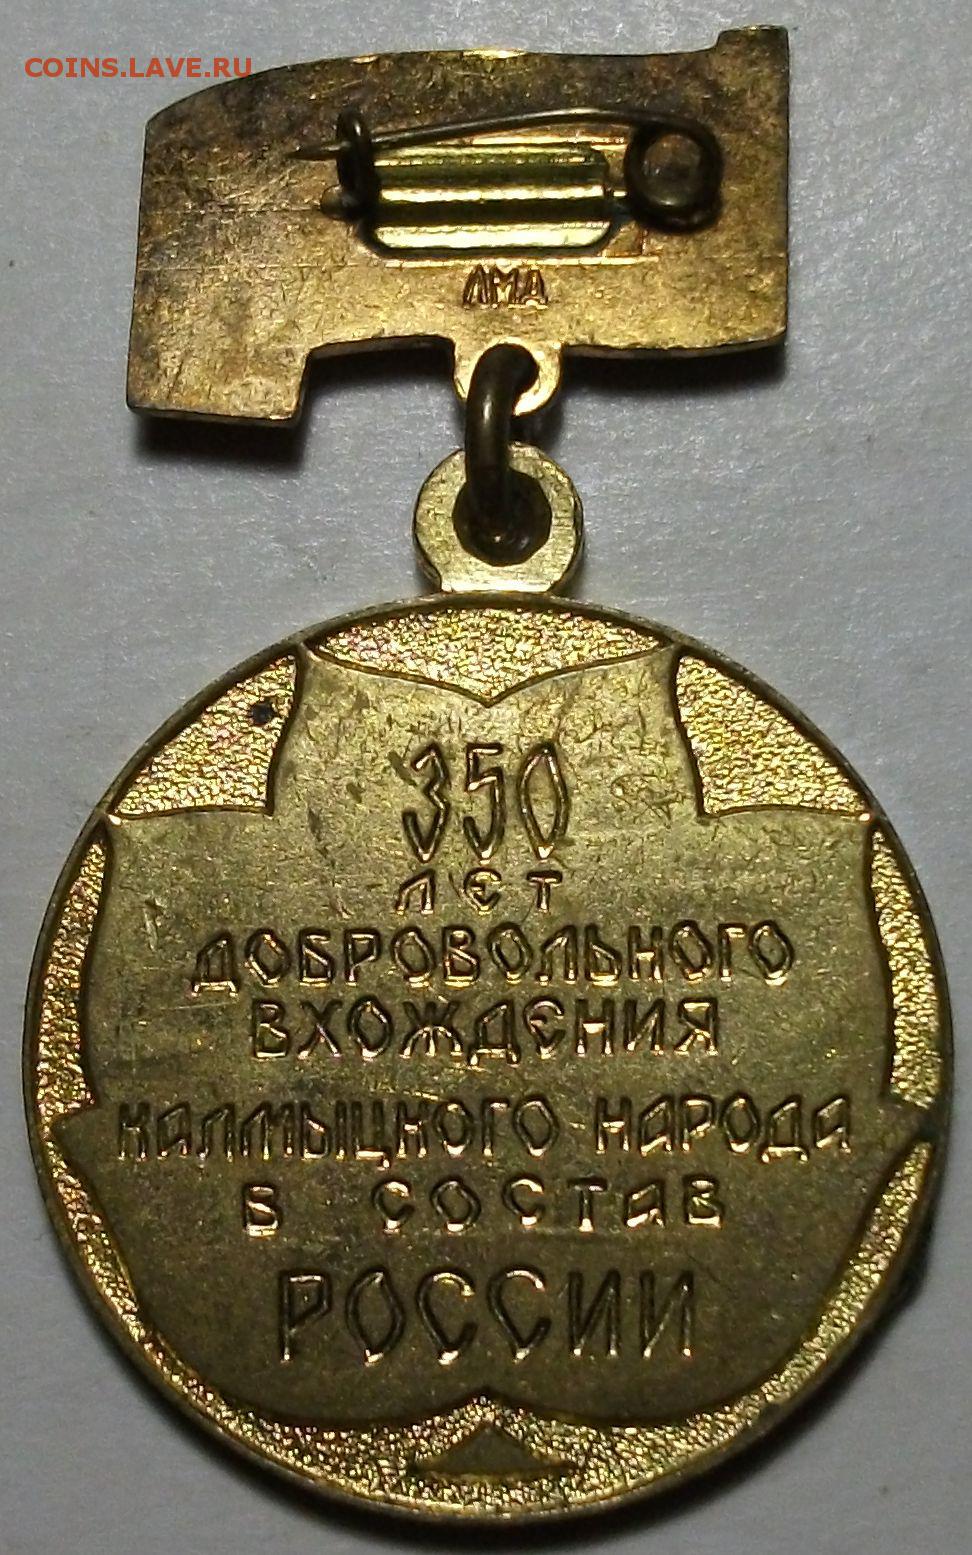 COINS.LAVE.RU
ЛМД
350
ЛЕТ
ДОБРОВОЛЬНОГО
ВХОЖДЕНИЯ
КАЛМЫЦКОГО НАРОДА
В СОСТАВ
РОССИИ